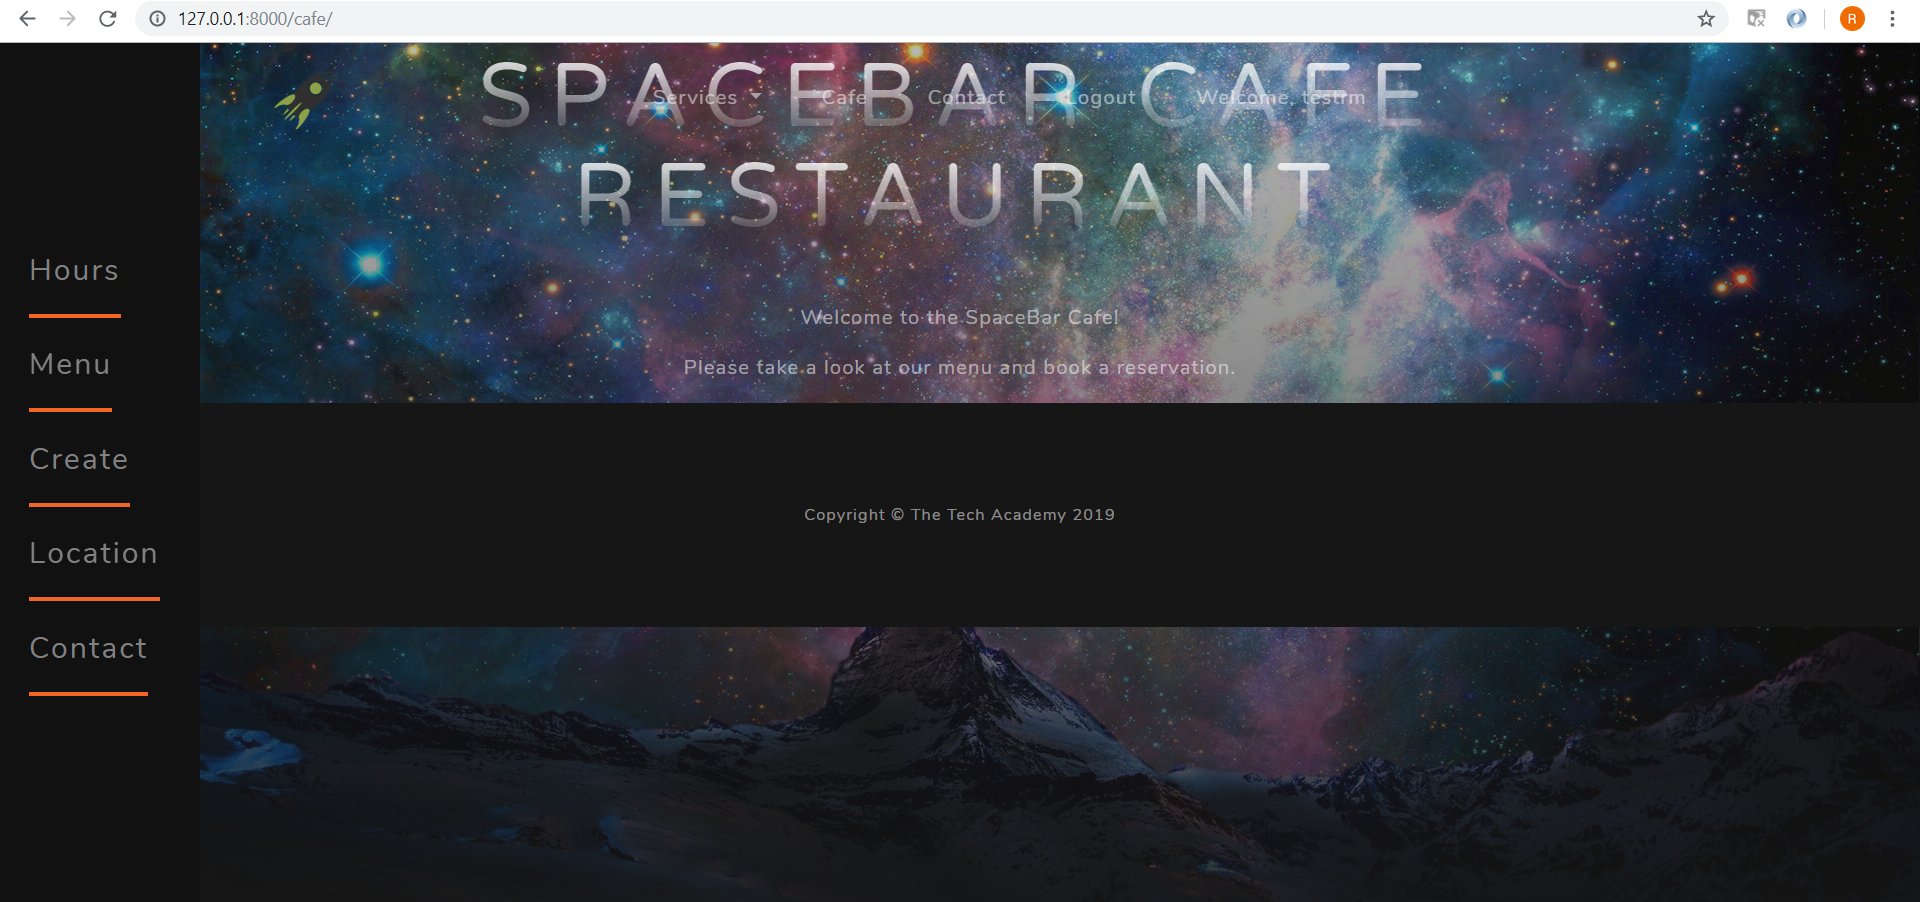 127.0.0.1:8000/cafe/
R
Services Cafe Contact Logout Welcome, testrm
SPACEBAR CAFE
RESTAURANT
Welcome to the SpaceBar Cafe!
Please take a look at our menu and book a reservation.
Hours
Menu
Create
Location
Contact
Copyright © The Tech Academy 2019